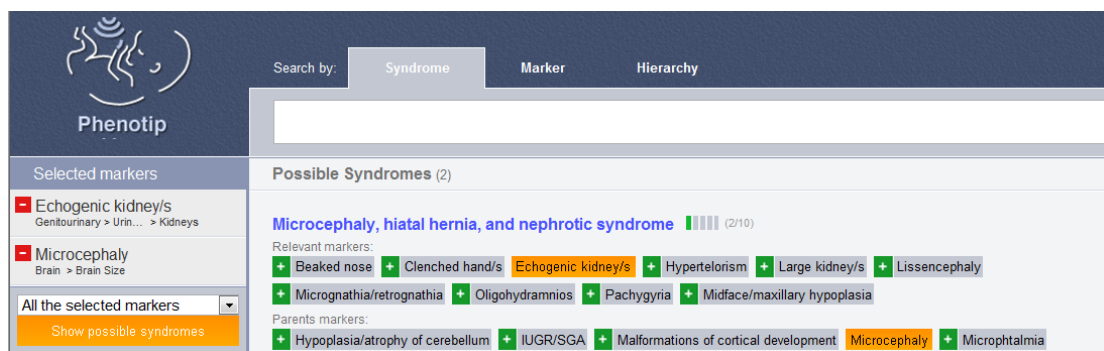 Phenotip
Search by: Syndrome Marker Hierarchy
Selected markers
Echogenic kidney/s
Genitourinary > Urin... > Kidneys
Microcephaly
Brain > Brain Size
All the selected markers
Show possible syndromes
Possible Syndromes (2)
Microcephaly, hiatal hernia, and nephrotic syndrome (2/10)
Relevant markers:
+ Beaked nose + Clenched hand/s Echogenic kidney/s + Hypertelorism + Large kidney/s + Lissencephaly
+ Micrognathia/retrognathia + Oligohydramnios + Pachygyria + Midface/maxillary hypoplasia
Parents markers:
+ Hypoplasia/atrophy of cerebellum + IUGR/SGA + Malformations of cortical development Microcephaly + Microphtalmia